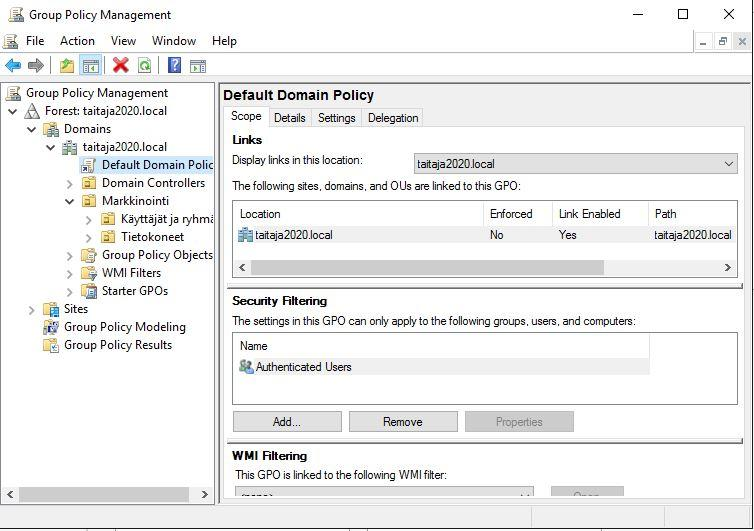 Group Policy Management
File Action View Window Help
Group Policy Management
Forest: taitaja2020.local
Domains
taitaja2020.local
Default Domain Polic
Domain Controllers
Markkinointi
Käyttäjät ja ryhmä
Tietokoneet
Group Policy Objects
WMI Filters
Starter GPOs
Sites
Group Policy Modeling
Group Policy Results
Default Domain Policy
Scope Details Settings Delegation
Links
Display links in this location: taitaja2020.local
The following sites, domains, and OUs are linked to this GPO:
Location Enforced Link Enabled Path
taitaja2020.local No Yes taitaja2020.local
Security Filtering
The settings in this GPO can only apply to the following groups, users, and computers:
Name
Authenticated Users
Add... Remove Properties
WMI Filtering
This GPO is linked to the following WMI filter: